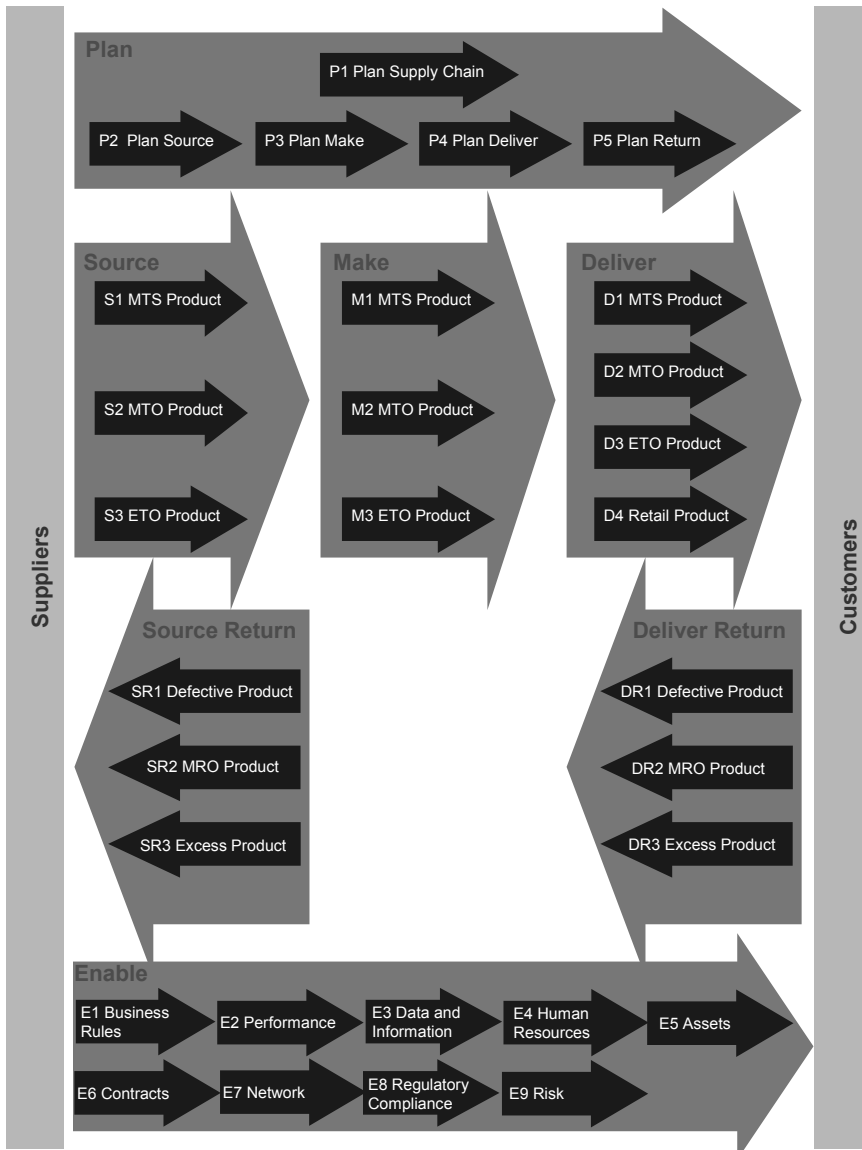 Plan
P1 Plan Supply Chain
P2 Plan Source
P3 Plan Make
P4 Plan Deliver
P5 Plan Return
Source
S1 MTS Product
S2 MTO Product
S3 ETO Product
Make
M1 MTS Product
M2 MTO Product
M3 ETO Product
Deliver
D1 MTS Product
D2 MTO Product
D3 ETO Product
D4 Retail Product
Suppliers
Customers
Source Return
SR1 Defective Product
SR2 MRO Product
SR3 Excess Product
Deliver Return
DR1 Defective Product
DR2 MRO Product
DR3 Excess Product
Enable
E1 Business
Rules
E2 Performance
E3 Data and
Information
E4 Human
Resources
E5 Assets
E6 Contracts
E7 Network
E8 Regulatory
Compliance
E9 Risk